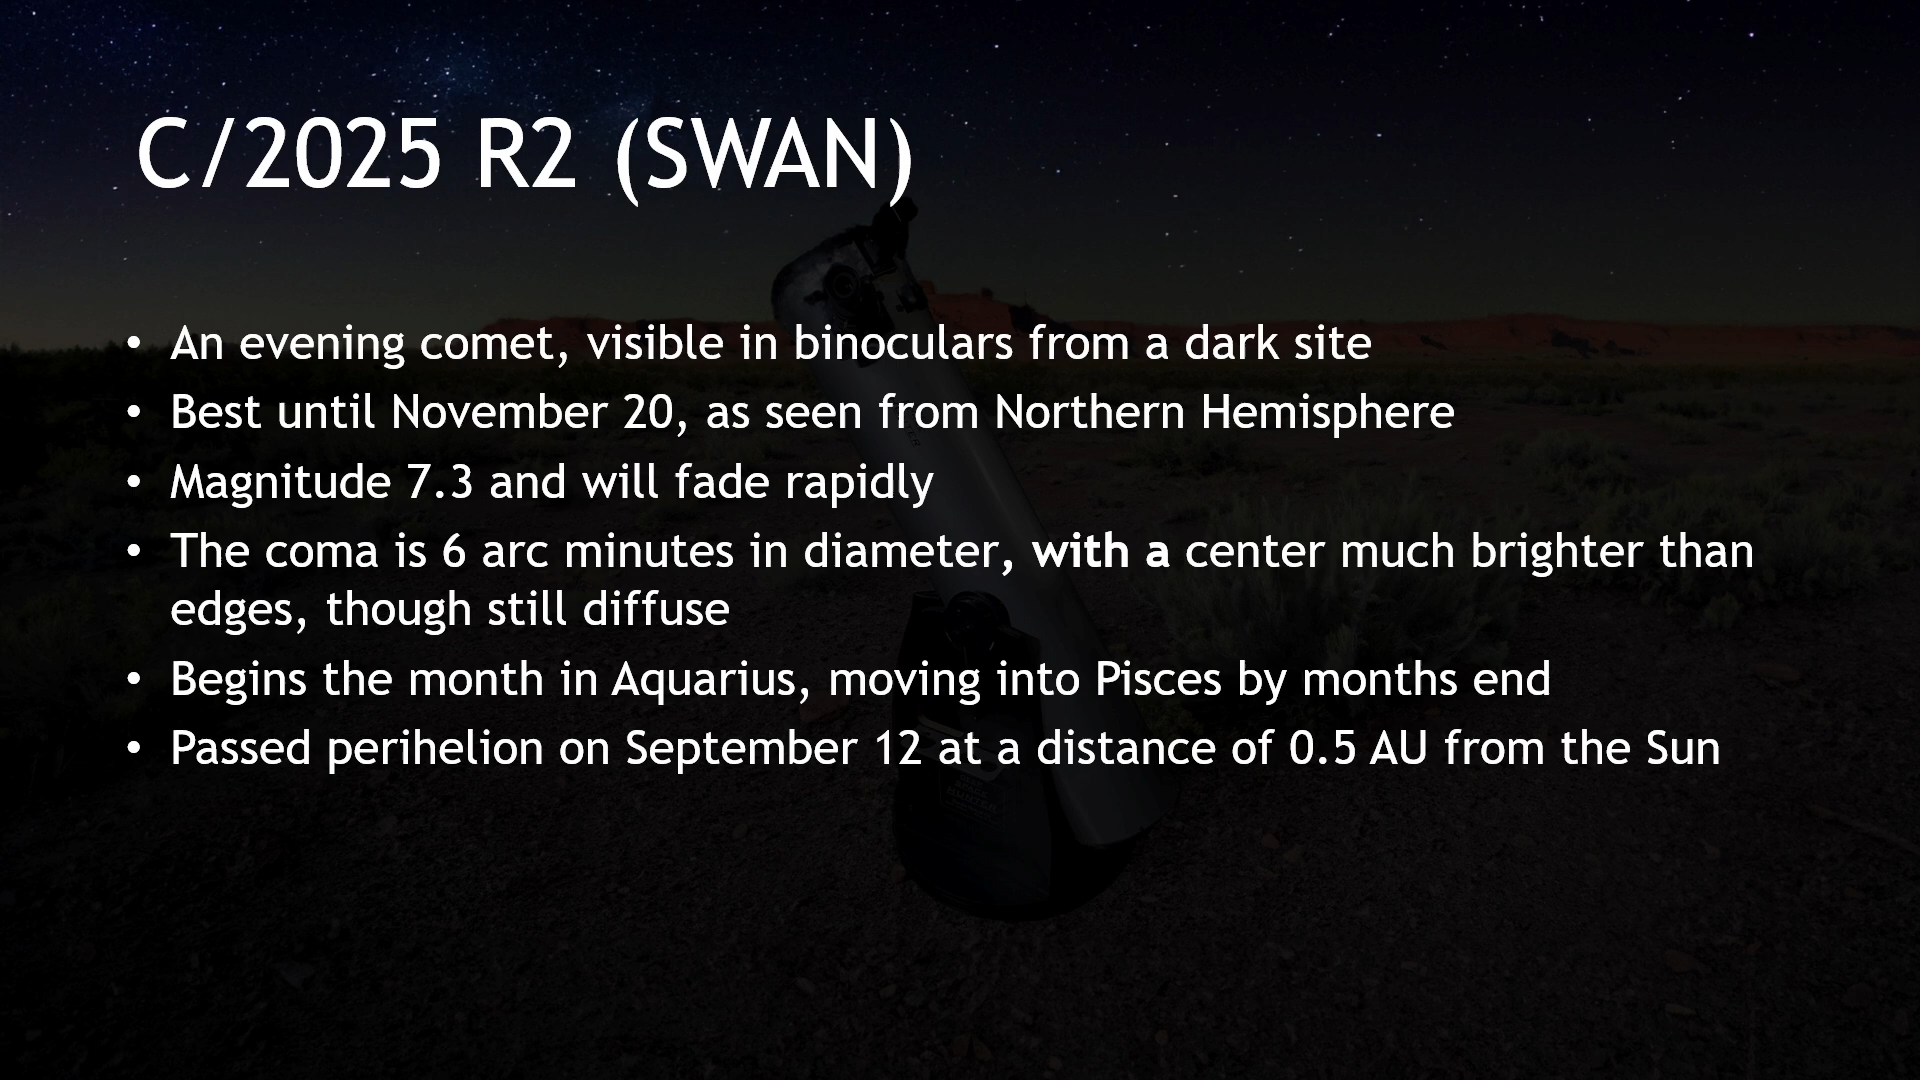 C/2025 R2 (SWAN)
• An evening comet, visible in binoculars from a dark site
• Best until November 20, as seen from Northern Hemisphere
• Magnitude 7.3 and will fade rapidly
• The coma is 6 arc minutes in diameter, with a center much brighter than
edges, though still diffuse
• Begins the month in Aquarius, moving into Pisces by months end
• Passed perihelion on September 12 at a distance of 0.5 AU from the Sun